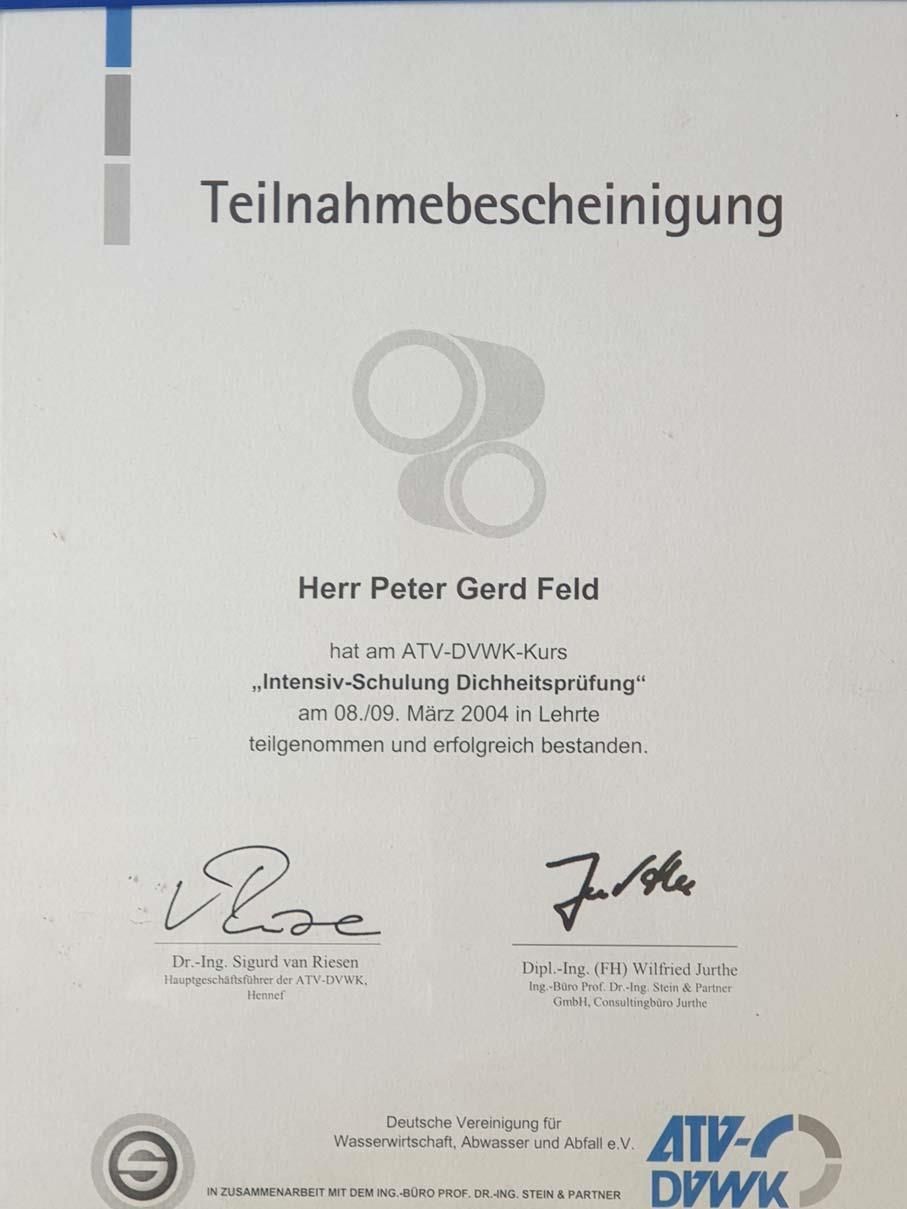 Teilnahmebescheinigung
Herr Peter Gerd Feld
hat am ATV-DVWK-Kurs
„Intensiv-Schulung Dichheitsprüfung“
am 08./09. März 2004 in Lehrte
teilgenommen und erfolgreich bestanden.
Dr.-Ing. Sigurd van Riesen
Hauptgeschäftsführer der ATV-DVWK,
Hennef
Dipl.-Ing. (FH) Wilfried Jurthe
Ing.-Büro Prof. Dr.-Ing. Stein & Partner
GmbH, Consultingbüro Jurthe
Deutsche Vereinigung für
Wasserwirtschaft, Abwasser und Abfall e.V.
IN ZUSAMMENARBEIT MIT DEM ING.-BÜRO PROF. DR.-ING. STEIN & PARTNER
ATV-
DVWK